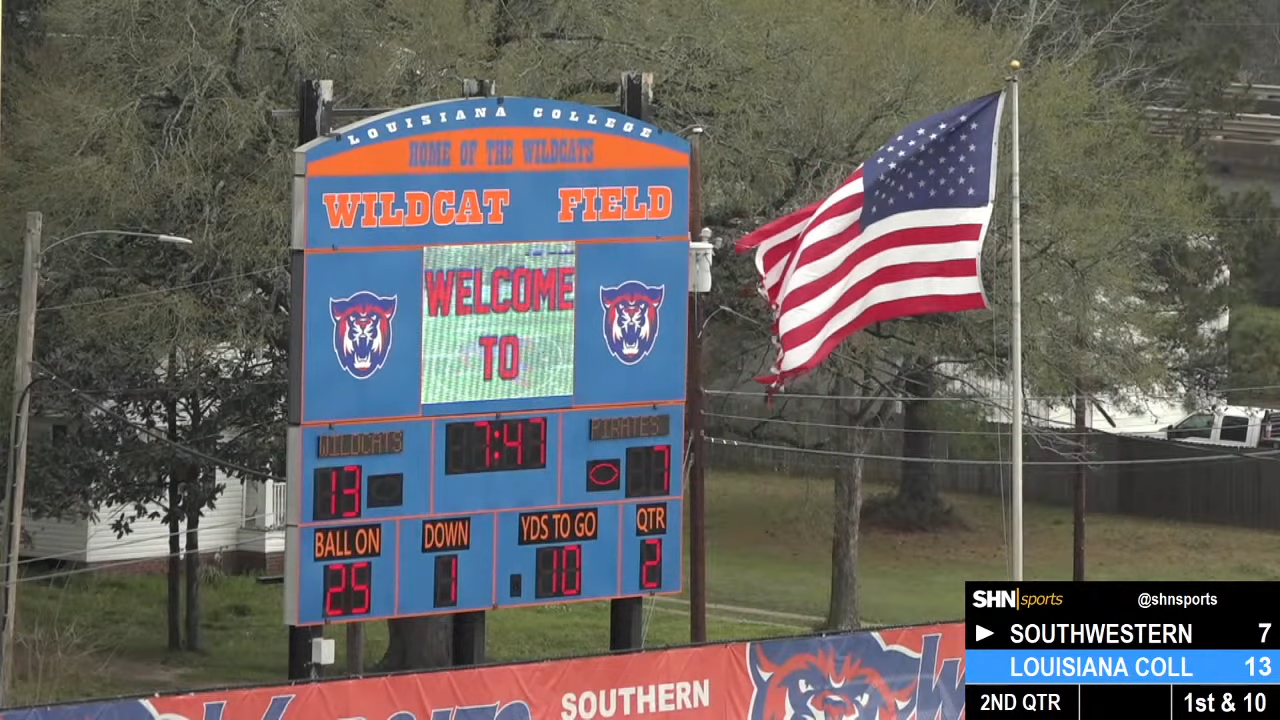 LOUISIANA COLLEGE
HOME OF THE WILDCATS
WILDCAT FIELD
WELCOME
TO
WILDCATS 7:47 PIRATES
13 7
BALL ON DOWN YDS TO GO QTR
25 1 10 2
SOUTHERN
SHN sports @shnsports
SOUTHWESTERN 7
LOUISIANA COLL 13
2ND QTR 1st & 10